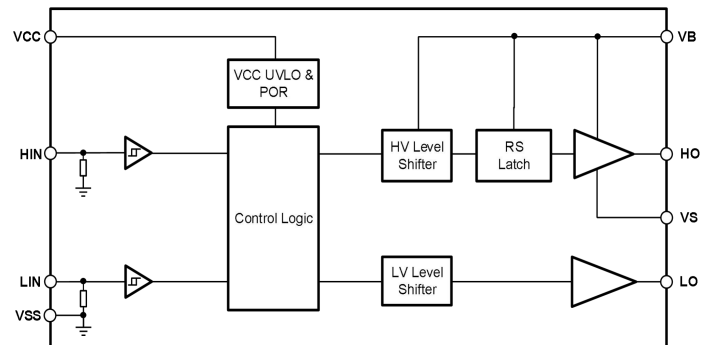 VCC
VB
VCC UVLO &
POR
HIN
HV Level
Shifter
RS
Latch
HO
Control Logic
VS
LIN
LV Level
Shifter
LO
VSS